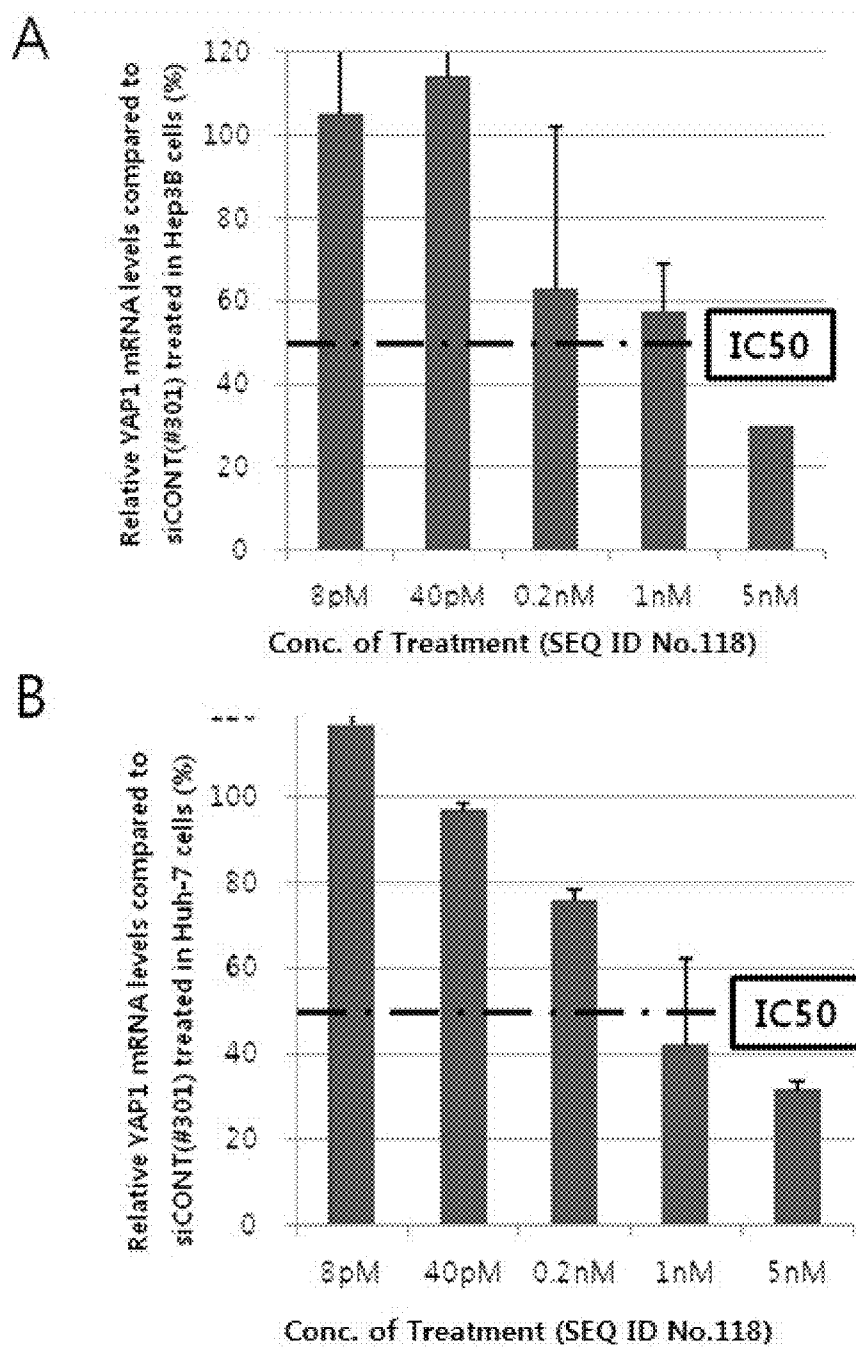 A
Relative YAP1 mRNA levels compared to
siCONT(#301) treated in Hep3B cells (%)
120
100
80
60
40
20
0
IC50
8pM 40pM 0.2nM 1nM 5nM
Conc. of Treatment (SEQ ID No.118)
B
Relative YAP1 mRNA levels compared to
siCONT(#301) treated in Huh-7 cells (%)
100
80
60
40
20
0
IC50
8pM 40pM 0.2nM 1nM 5nM
Conc. of Treatment (SEQ ID No.118)